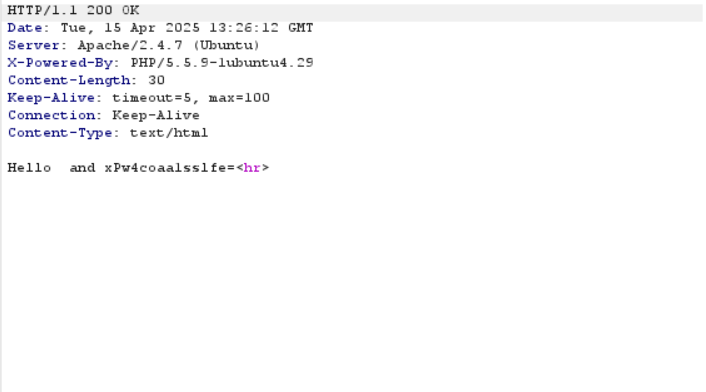 HTTP/1.1 200 OK
Date: Tue, 15 Apr 2025 13:26:12 GMT
Server: Apache/2.4.7 (Ubuntu)
X-Powered-By: PHP/5.5.9-1ubuntu4.29
Content-Length: 30
Keep-Alive: timeout=5, max=100
Connection: Keep-Alive
Content-Type: text/html
Hello  and xPw4coaalsslfe=<hr>